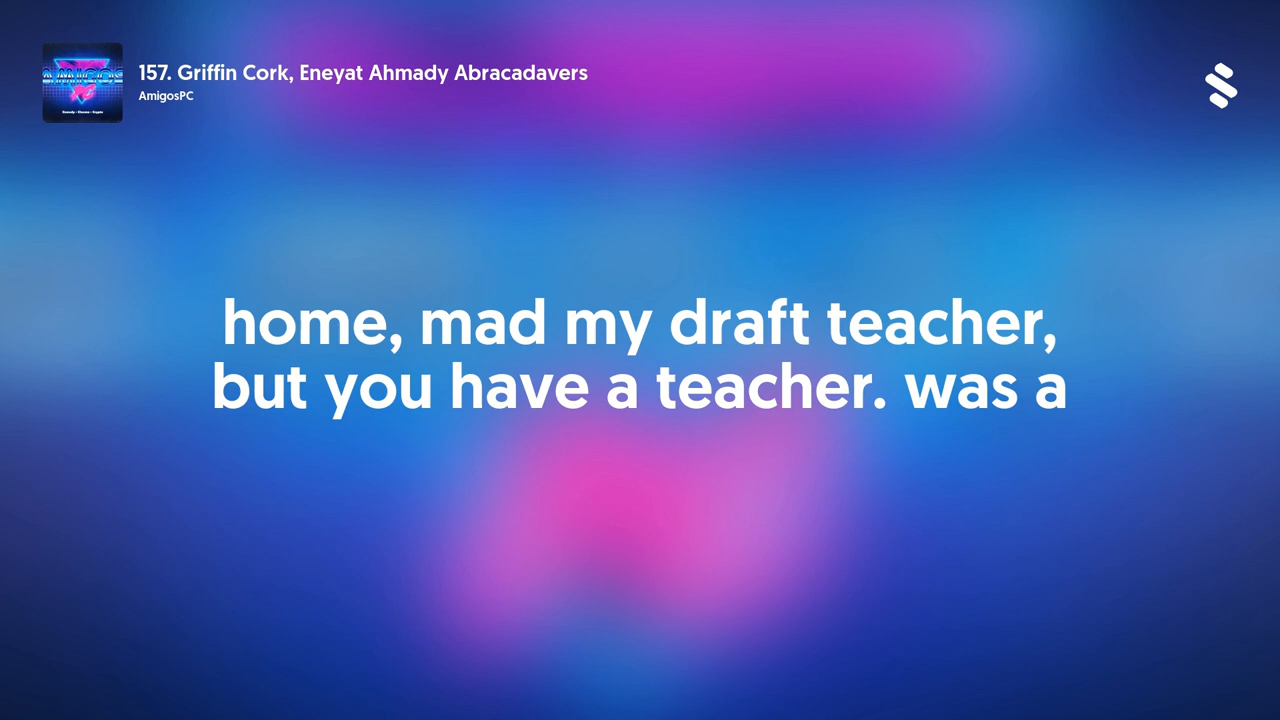 157. Griffin Cork, Eneyat Ahmady Abracadavers
AmigosPC
home, mad my draft teacher,
but you have a teacher. was a